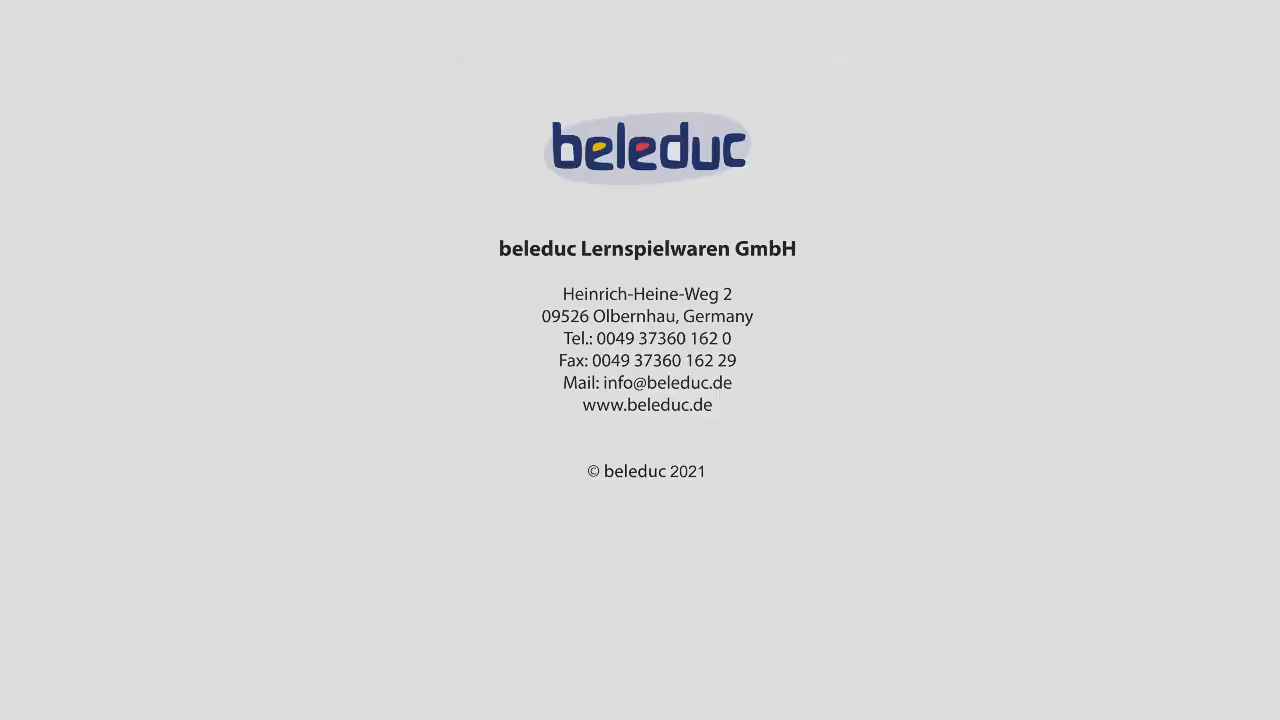 beleduc
beleduc Lernspielwaren GmbH
Heinrich-Heine-Weg 2
09526 Olbernhau, Germany
Tel.: 0049 37360 162 0
Fax: 0049 37360 162 29
Mail: info@beleduc.de
www.beleduc.de
© beleduc 2021